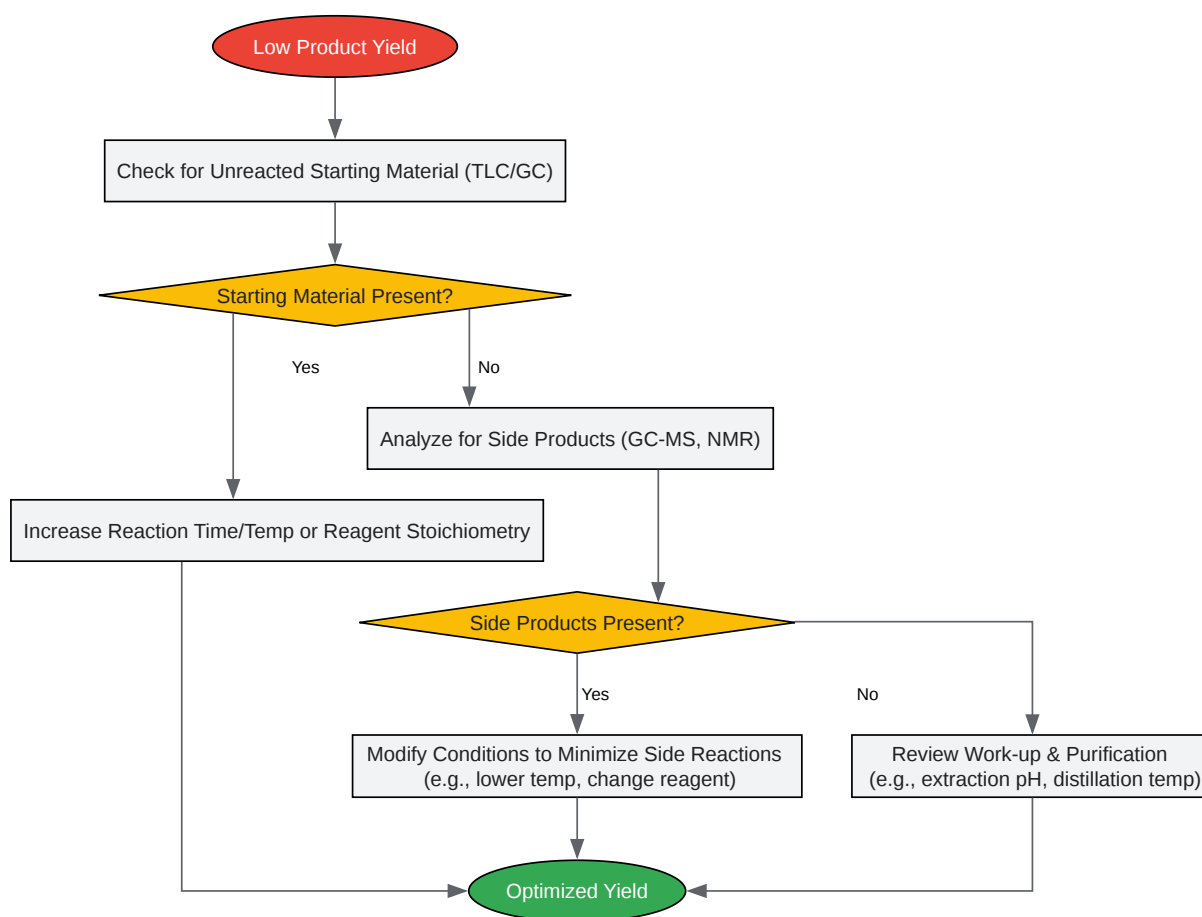 Low Product Yield
Check for Unreacted Starting Material (TLC/GC)
Starting Material Present?
Yes
No
Analyze for Side Products (GC-MS, NMR)
Increase Reaction Time/Temp or Reagent Stoichiometry
Side Products Present?
Yes
No
Modify Conditions to Minimize Side Reactions
(e.g., lower temp, change reagent)
Review Work-up & Purification
(e.g., extraction pH, distillation temp)
Optimized Yield